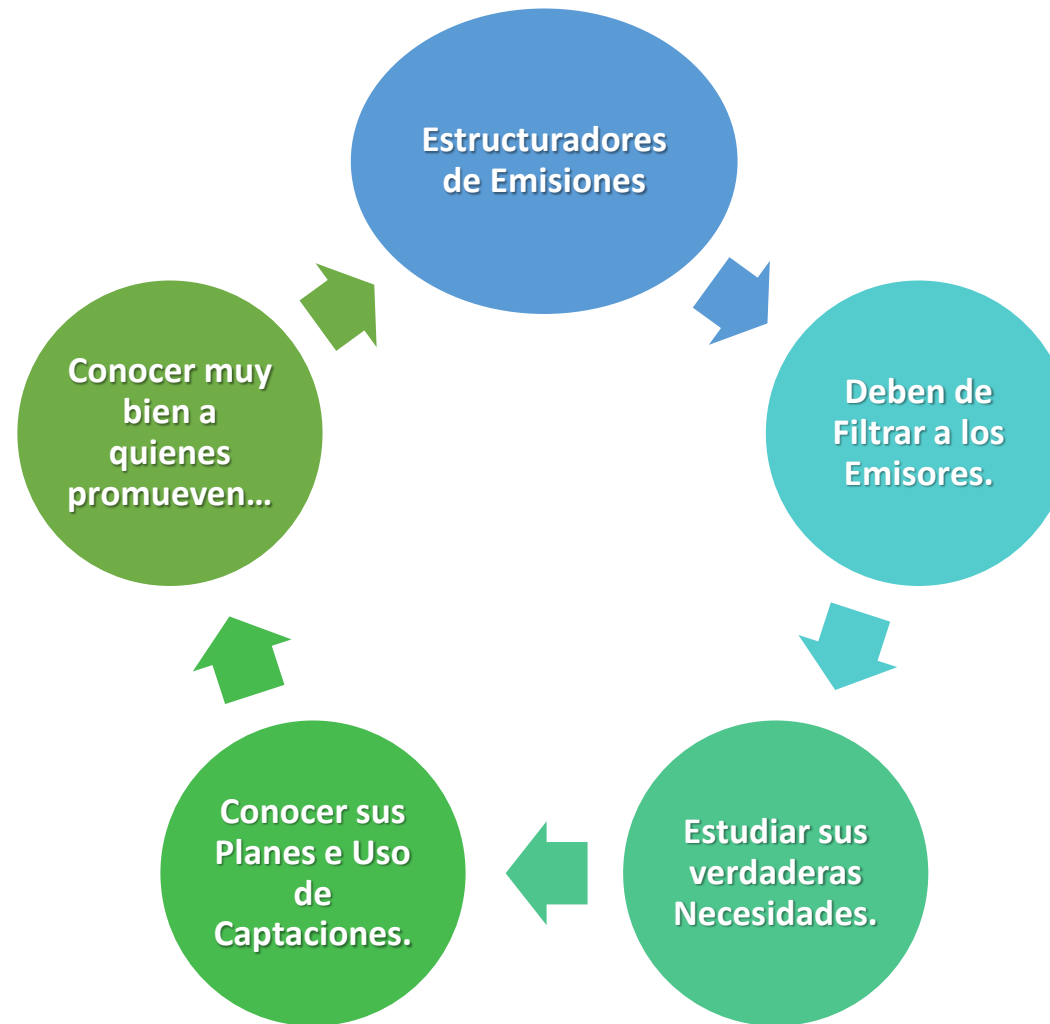 Estructuradores
de Emisiones
Deben de
Filtrar a los
Emisores.
Estudiar sus
verdaderas
Necesidades.
Conocer sus
Planes e Uso
de
Captaciones.
Conocer muy
bien a
quienes
promueven...